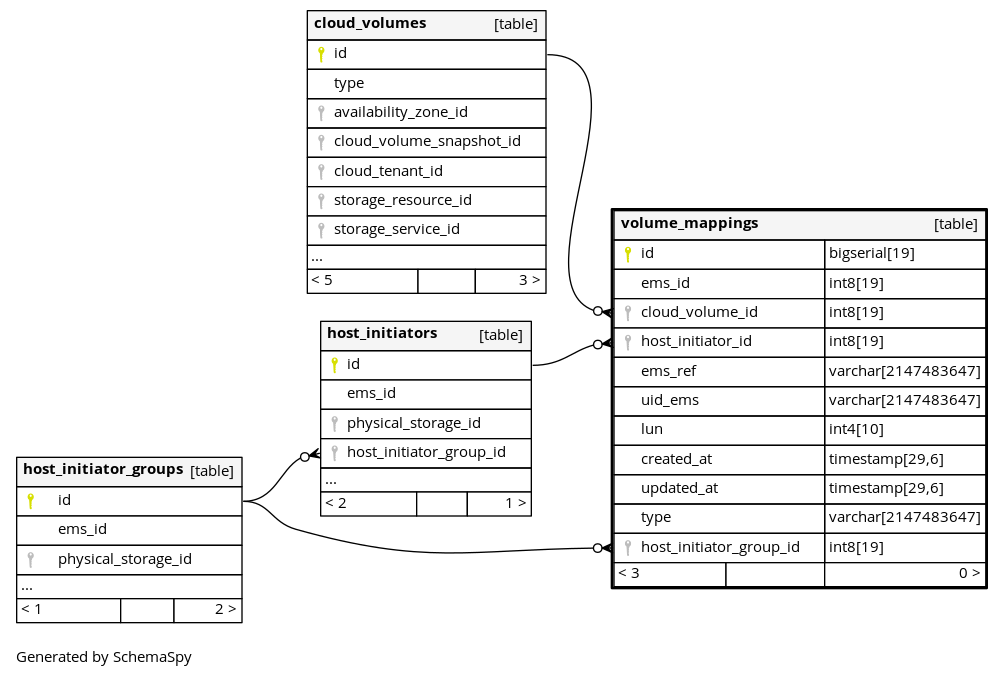 cloud_volumes [table]
id
type
availability_zone_id
cloud_volume_snapshot_id
cloud_tenant_id
storage_resource_id
storage_service_id
...
< 5 3 >
volume_mappings [table]
id bigserial[19]
ems_id int8[19]
cloud_volume_id int8[19]
host_initiator_id int8[19]
ems_ref varchar[2147483647]
uid_ems varchar[2147483647]
lun int4[10]
created_at timestamp[29,6]
updated_at timestamp[29,6]
type varchar[2147483647]
host_initiator_group_id int8[19]
< 3 0 >
host_initiators [table]
id
ems_id
physical_storage_id
host_initiator_group_id
...
< 2 1 >
host_initiator_groups [table]
id
ems_id
physical_storage_id
...
< 1 2 >
Generated by SchemaSpy